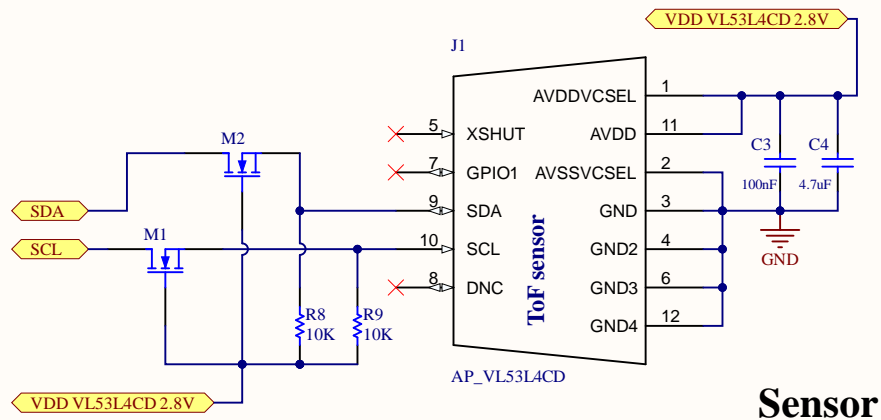 VDD VL53L4CD 2.8V
J1
AVDDVCSEL 1
5 XSHUT
AVDD 11
M2
C3
C4
7 GPIO1
AVSSVCSEL 2
100nF
4.7uF
SDA
9 SDA
GND 3
M1
SCL
10 SCL
GND2 4
GND
8 DNC
GND3 6
ToF sensor
R8
10K
R9
10K
GND4 12
AP_VL53L4CD
VDD VL53L4CD 2.8V
Sensor